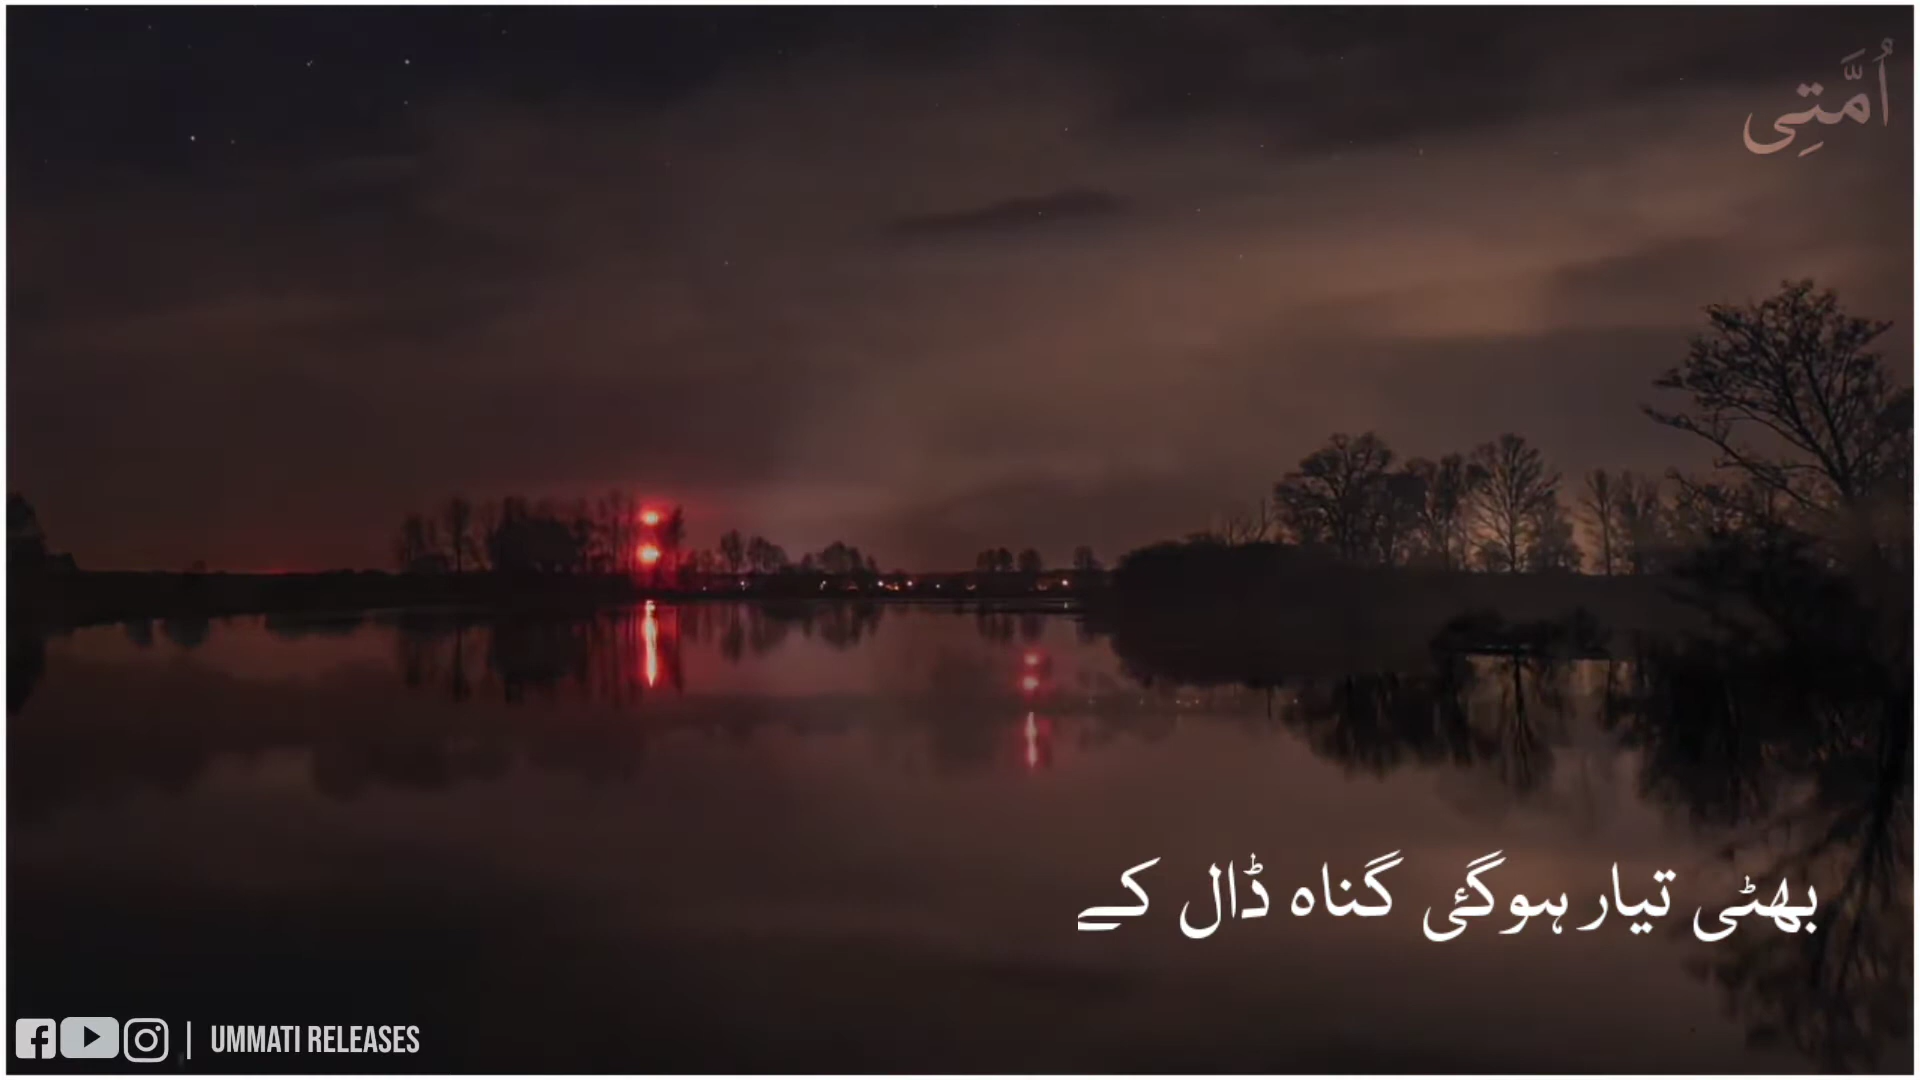 اُمَّتِی
بھٹی تیار ہوگئی گناہ ڈال کے
| UMMATI RELEASES